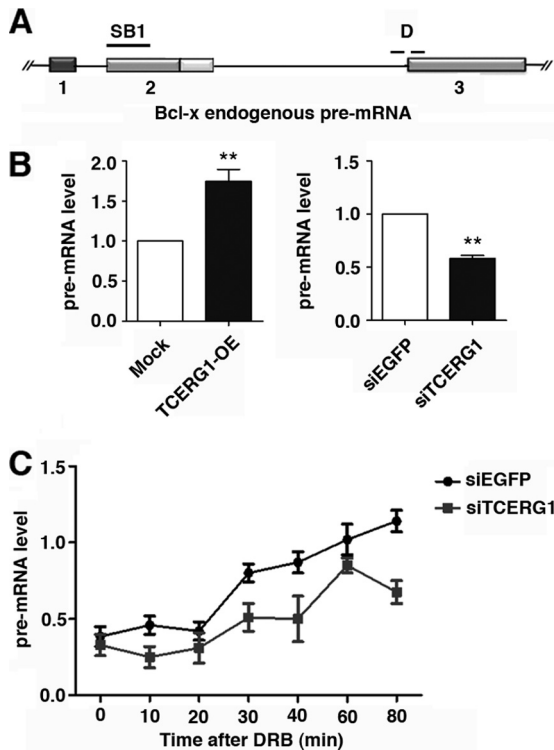 A
SB1
D
1
2
3
Bcl-x endogenous pre-mRNA
B
pre-mRNA level
2.0
1.5
1.0
0.5
0.0
**
Mock
TCERG1-OE
pre-mRNA level
1.5
1.0
0.5
0.0
**
siEGFP
siTCERG1
C
pre-mRNA level
1.5
1.0
0.5
0.0
siEGFP
siTCERG1
0 10 20 30 40 60 80
Time after DRB (min)